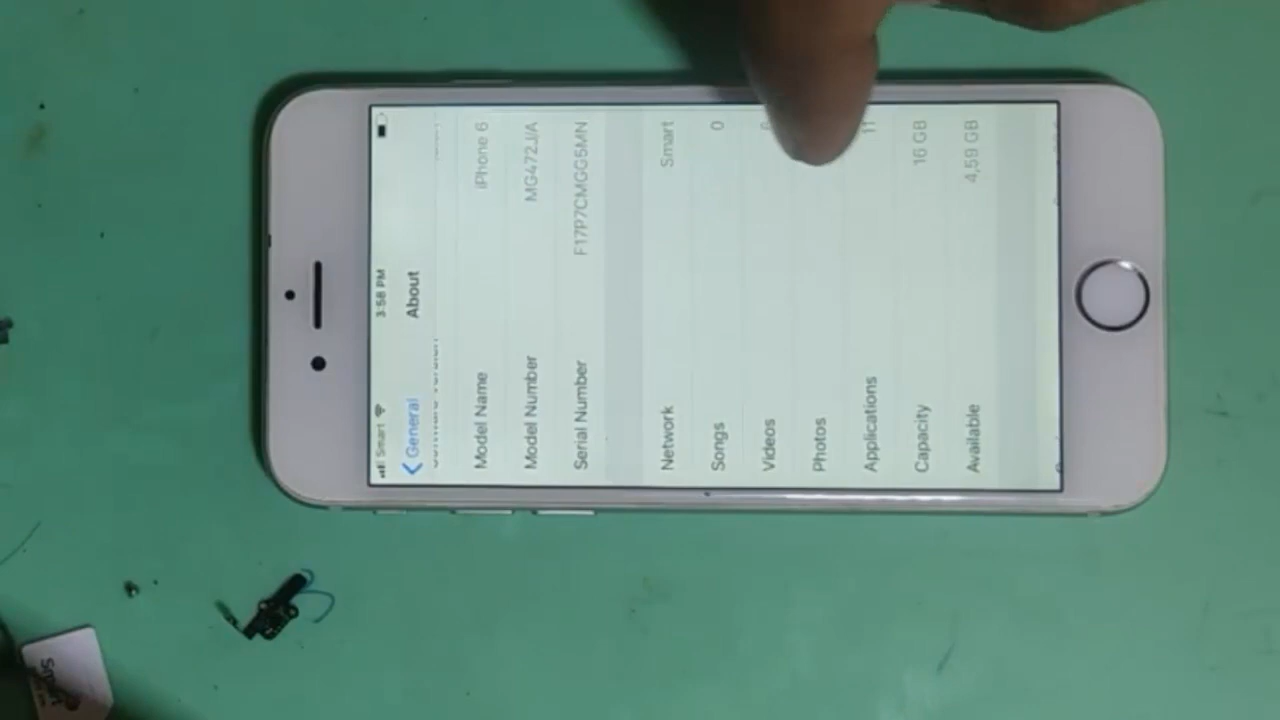 Smart 3:58 PM
General About
Model Name iPhone 6
Model Number MG472J/A
Serial Number F17P7CMGG5MN
Network Smart
Songs 0
Videos
Photos
Applications 11
Capacity 16 GB
Available 4,59 GB
Smart